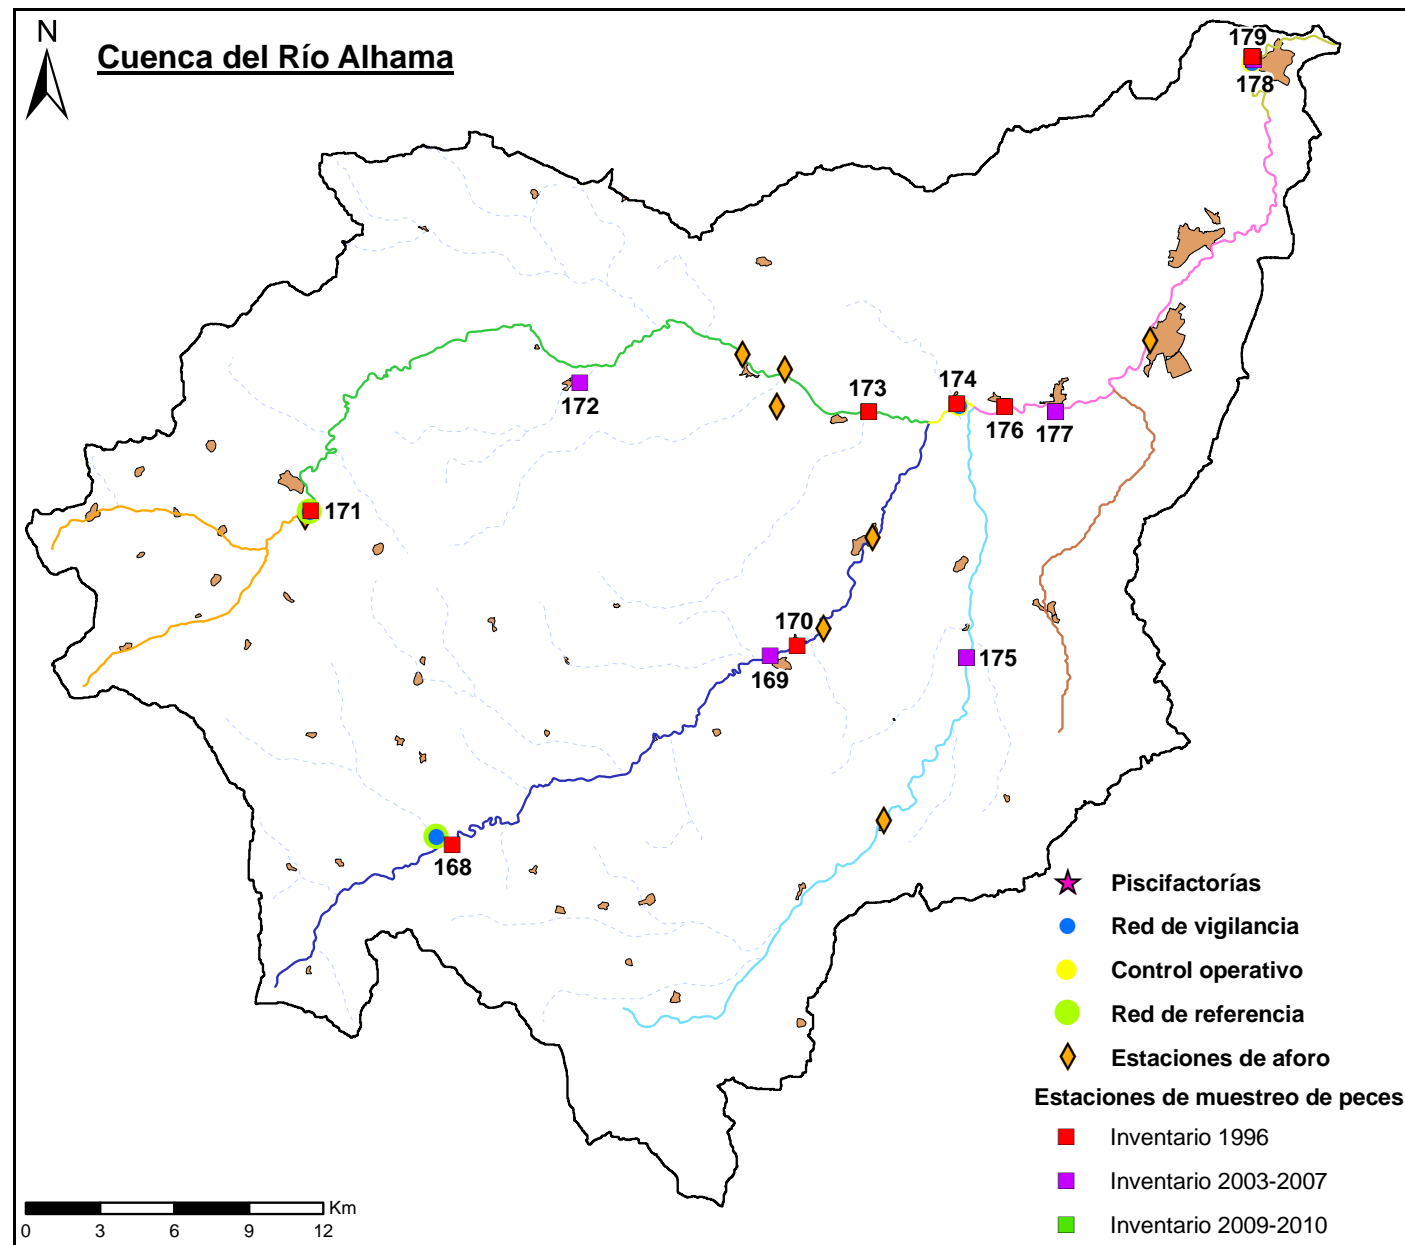 N
Cuenca del Río Alhama
179
178
174
173
172
176
177
171
170
169
175
168
Piscifactorías
Red de vigilancia
Control operativo
Red de referencia
Estaciones de aforo
Estaciones de muestreo de peces
Inventario 1996
Inventario 2003-2007
Inventario 2009-2010
Km
0 3 6 9 12